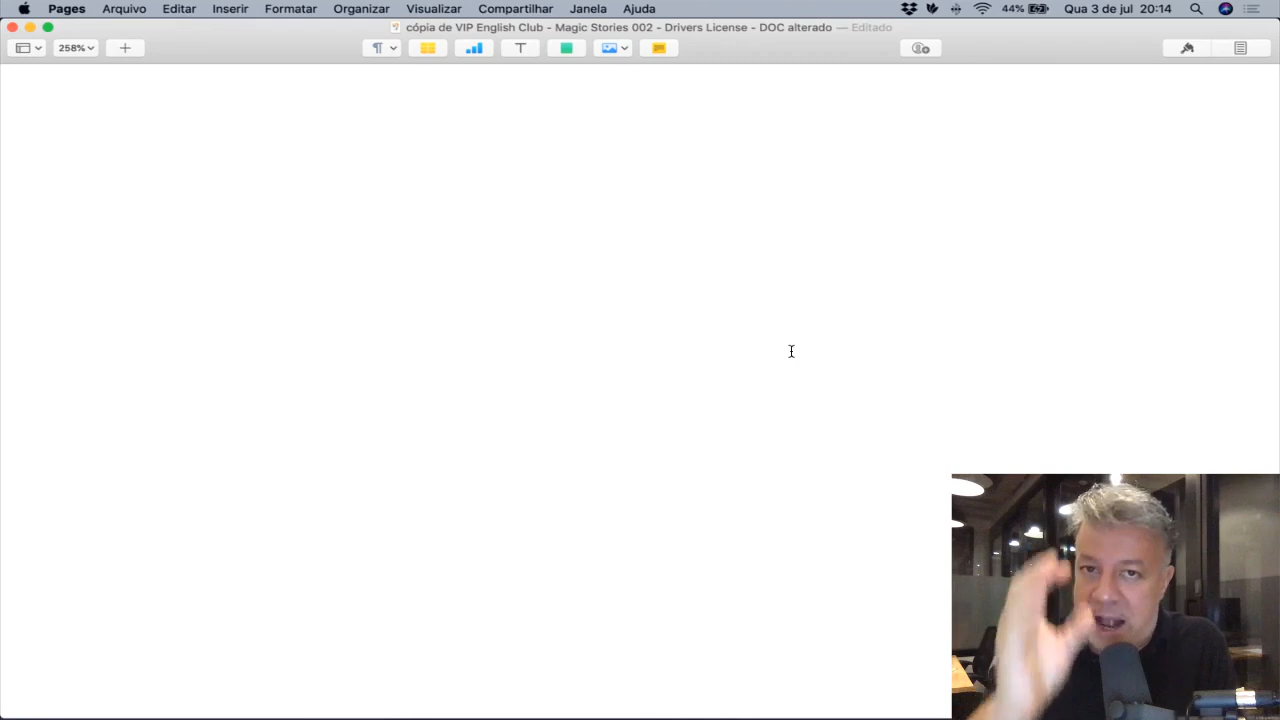 Pages Arquivo Editar Inserir Formatar Organizar Visualizar Compartilhar Janela Ajuda 44% Qua 3 de jul 20:14
cópia de VIP English Club - Magic Stories 002 - Drivers License - DOC alterado — Editado
258%